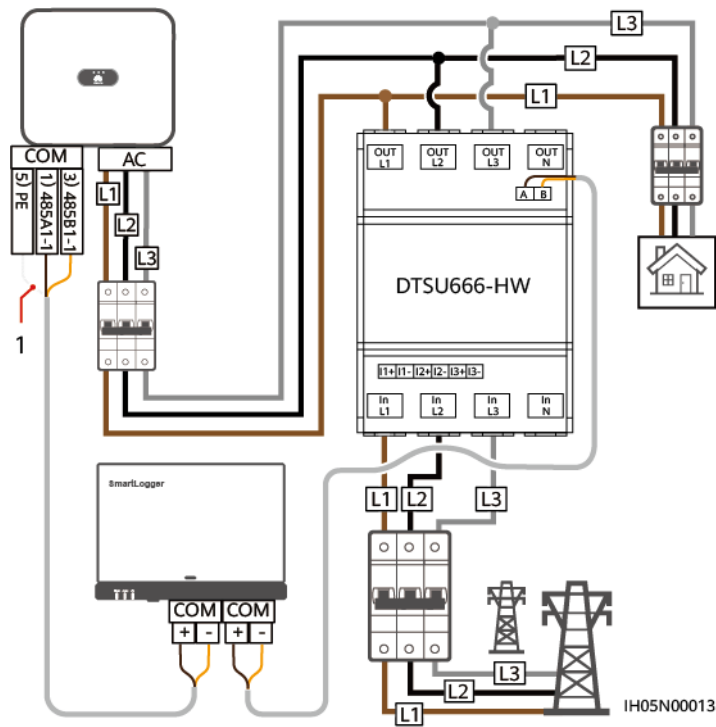 L3
L2
L1
COM
AC
5) PE
1) 485A1-1
3) 485B1-1
L1
L2
L3
1
OUT L1
OUT L2
OUT L3
OUT N
A B
DTSU666-HW
I1+ I1- I2+ I2- I3+ I3-
In L1
In L2
In L3
In N
L1
L2
L3
SmartLogger
COM COM
+ - + -
L3
L2
L1
IH05N00013